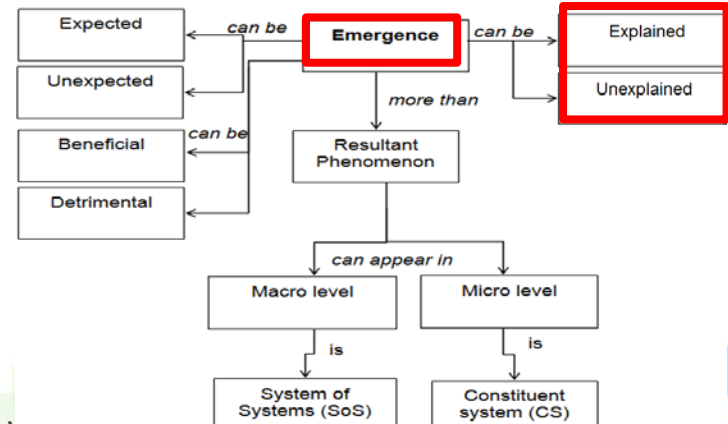 Expected
can be
Emergence
can be
Explained
Unexpected
Unexplained
more than
Beneficial
can be
Resultant
Phenomenon
Detrimental
can appear in
Macro level
Micro level
is
is
System of
Systems (SoS)
Constituent
system (CS)